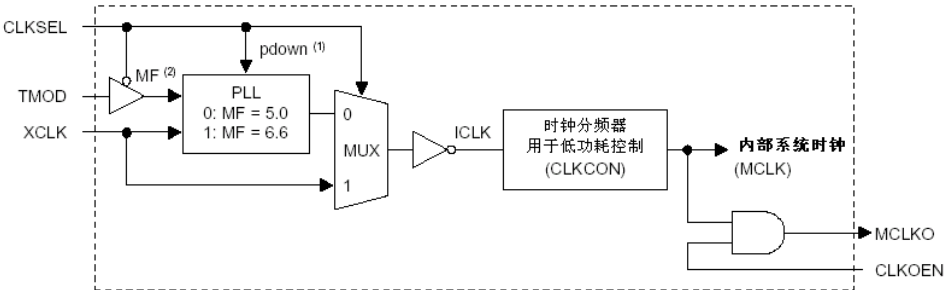 CLKSEL
pdown (1)
MF (2)
TMOD
PLL
0: MF = 5.0
1: MF = 6.6
XCLK
0
MUX
1
ICLK
时钟分频器
用于低功耗控制
(CLKCON)
内部系统时钟
(MCLK)
MCLKO
CLKOEN